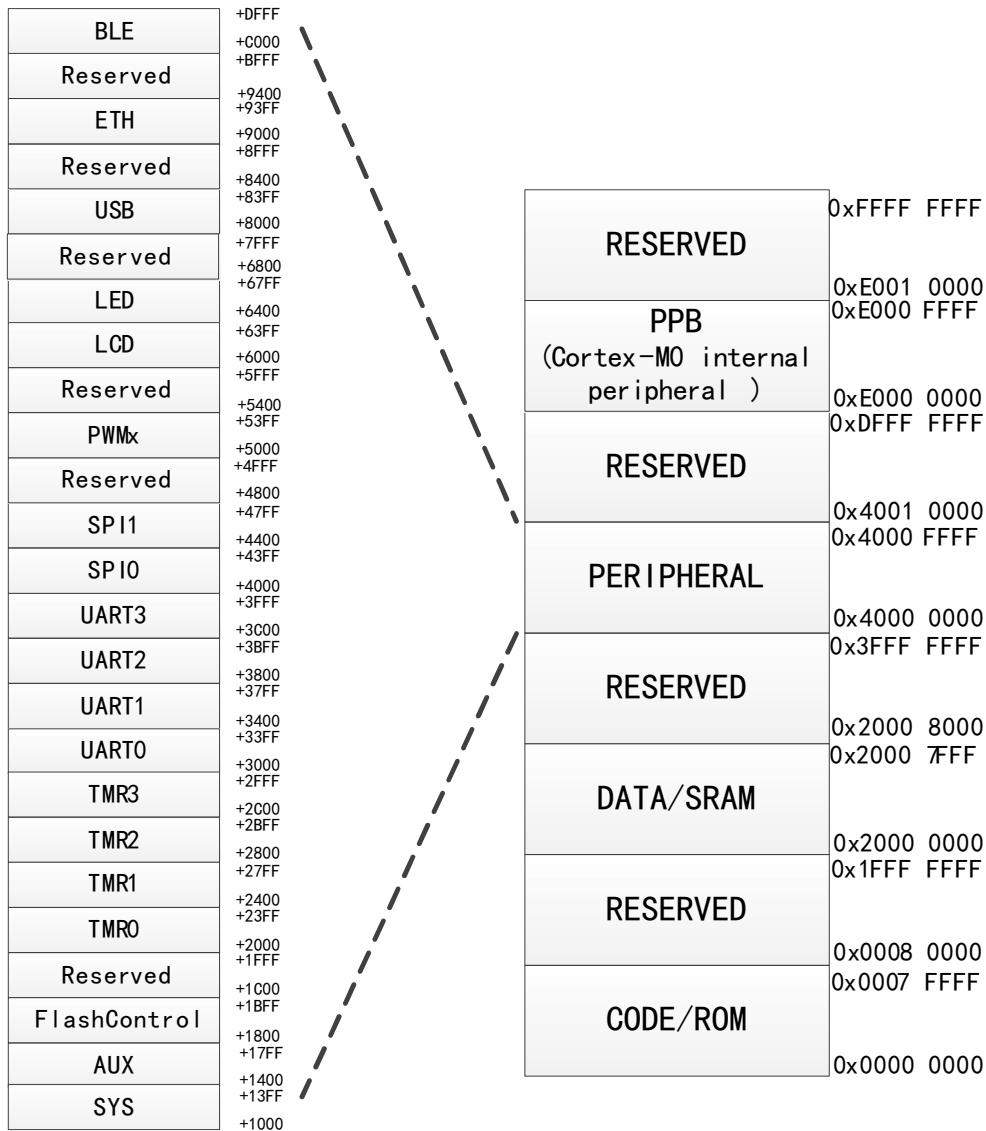 BLE
+DFFF
+C000
Reserved
+BFFF
+9400
ETH
+93FF
+9000
Reserved
+8FFF
+8400
USB
+83FF
+8000
Reserved
+7FFF
+6800
LED
+67FF
+6400
LCD
+63FF
+6000
Reserved
+5FFF
+5400
PWMx
+53FF
+5000
Reserved
+4FFF
+4800
SPI1
+47FF
+4400
SPI0
+43FF
+4000
UART3
+3FFF
+3C00
UART2
+3BFF
+3800
UART1
+37FF
+3400
UART0
+33FF
+3000
TMR3
+2FFF
+2C00
TMR2
+2BFF
+2800
TMR1
+27FF
+2400
TMR0
+23FF
+2000
Reserved
+1FFF
+1C00
FlashControl
+1BFF
+1800
AUX
+17FF
+1400
SYS
+13FF
+1000
RESERVED
0xFFFF FFFF
0xE001 0000
PPB
(Cortex-M0 internal
peripheral )
0xE000 FFFF
0xE000 0000
RESERVED
0xDFFF FFFF
0x4001 0000
PERIPHERAL
0x4000 FFFF
0x4000 0000
RESERVED
0x3FFF FFFF
0x2000 8000
DATA/SRAM
0x2000 7FFF
0x2000 0000
RESERVED
0x1FFF FFFF
0x0008 0000
CODE/ROM
0x0007 FFFF
0x0000 0000